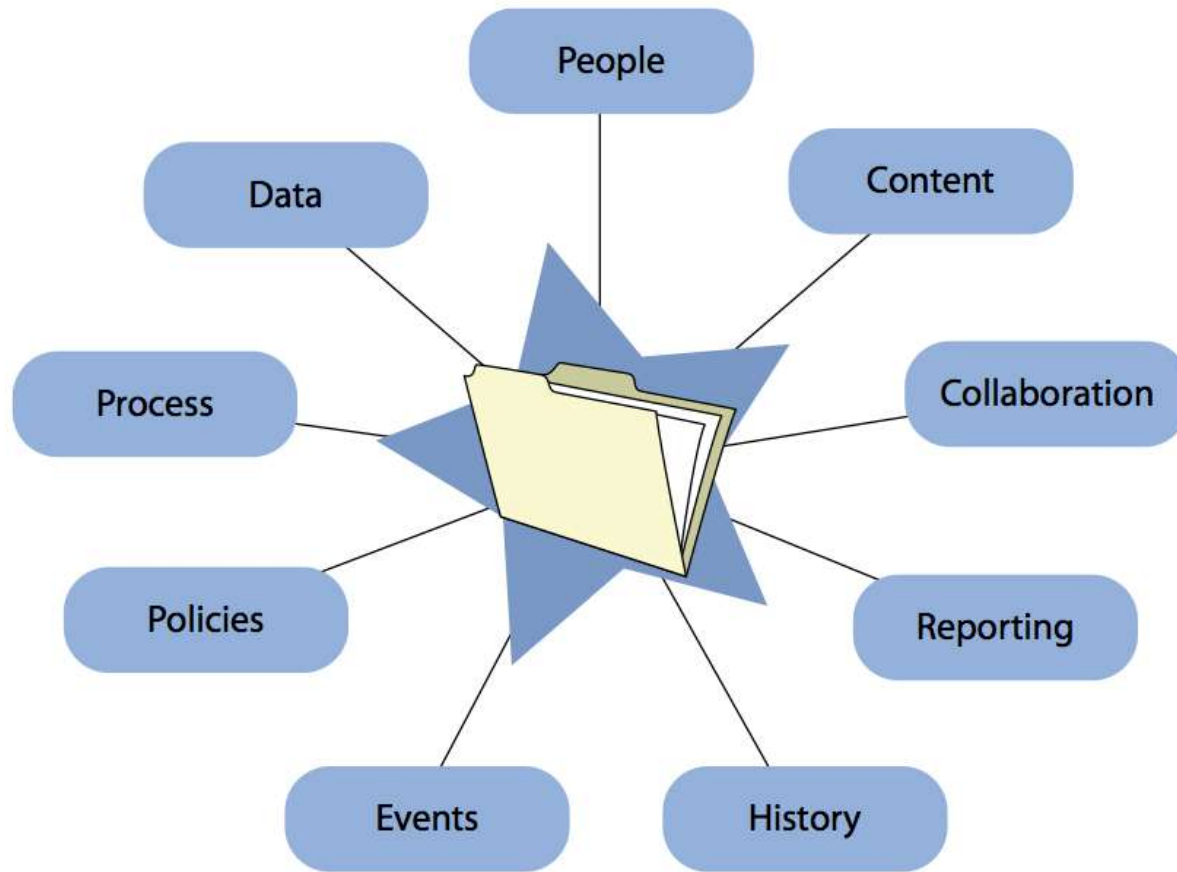 People
Data
Content
Process
Collaboration
Policies
Reporting
Events
History